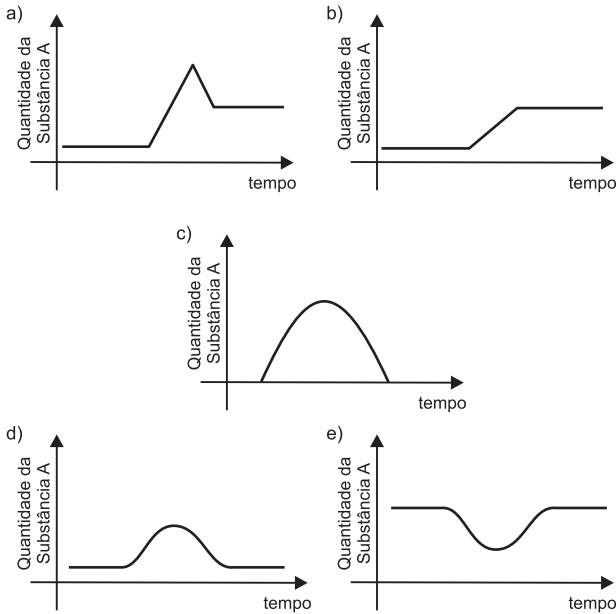 a)
Quantidade da
Substância A
tempo
b)
Quantidade da
Substância A
tempo
c)
Quantidade da
Substância A
tempo
d)
Quantidade da
Substância A
tempo
e)
Quantidade da
Substância A
tempo